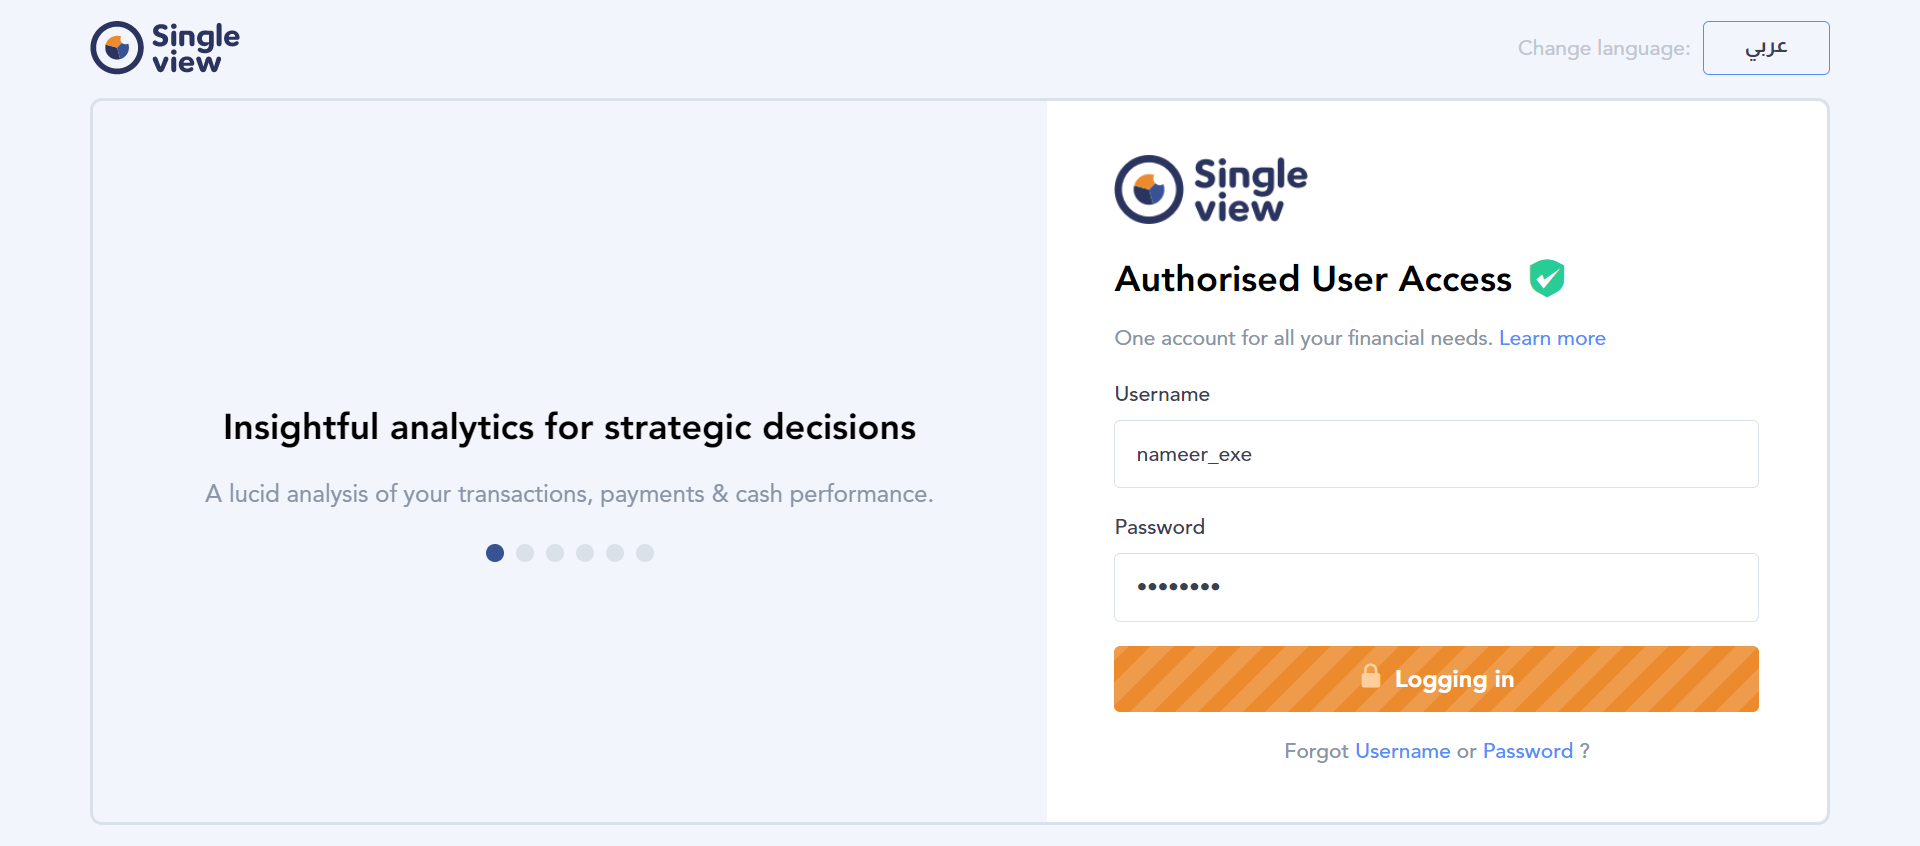 Single
view
Change language:
عربي
Insightful analytics for strategic decisions
A lucid analysis of your transactions, payments & cash performance.
Single
view
Authorised User Access
One account for all your financial needs. Learn more
Username
nameer_exe
Password
••••••••
Logging in
Forgot Username or Password ?